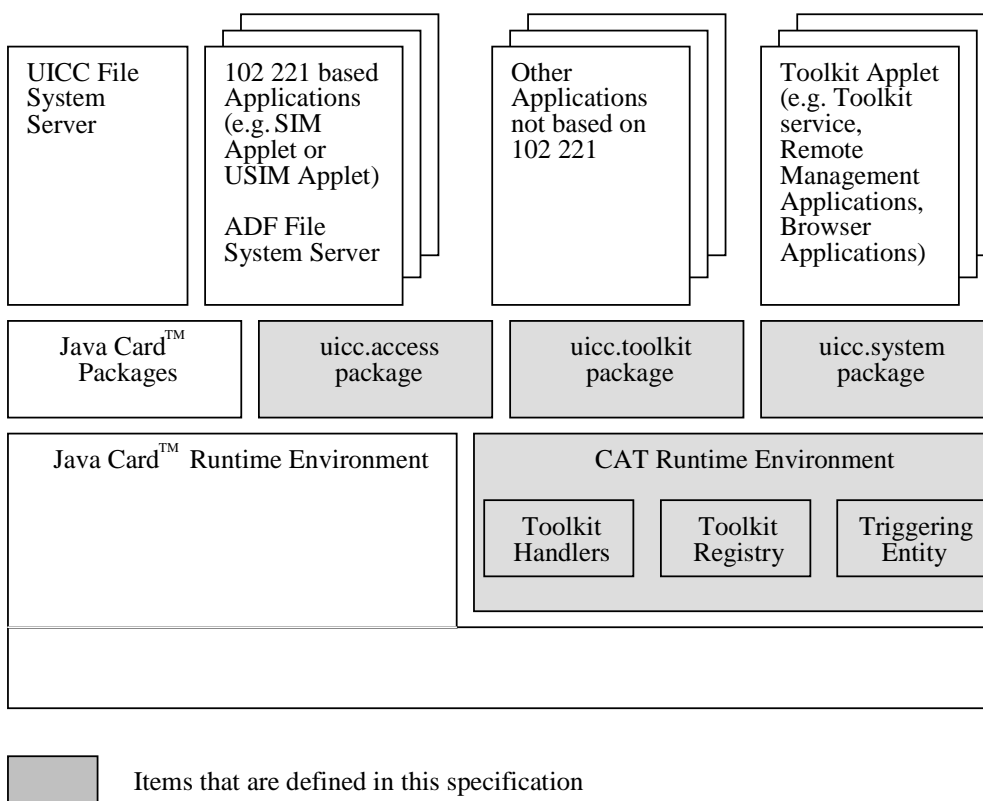 UICC File
System
Server
102 221 based
Applications
(e.g. SIM
Applet or
USIM Applet)
ADF File
System Server
Other
Applications
not based on
102 221
Toolkit Applet
(e.g. Toolkit
service,
Remote
Management
Applications,
Browser
Applications)
Java Card™
Packages
uicc.access
package
uicc.toolkit
package
uicc.system
package
Java Card™ Runtime Environment
CAT Runtime Environment
Toolkit
Handlers
Toolkit
Registry
Triggering
Entity
Items that are defined in this specification